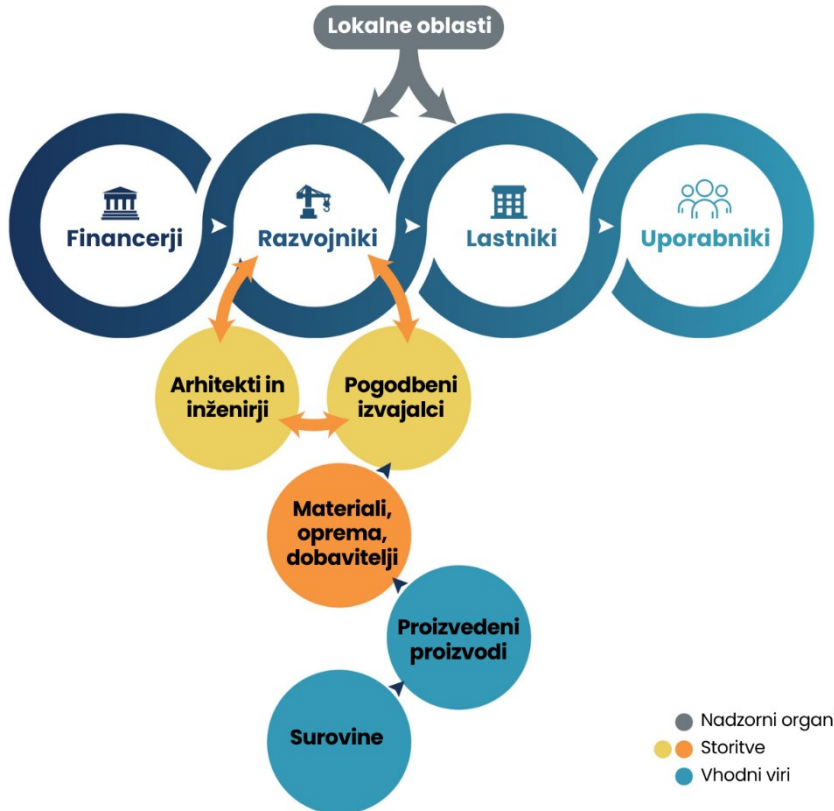 Lokalne oblasti
Financerji
Razvojniki
Lastniki
Uporabniki
Arhitekti in
inženirji
Pogodbeni
izvajalci
Materiali,
oprema,
dobavitelji
Proizvedeni
proizvodi
Surovine
Nadzorni organ
Storitve
Vhodni viri